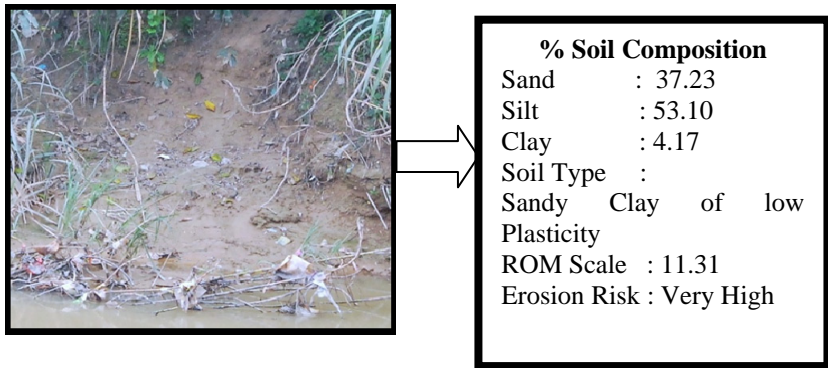 % Soil Composition
Sand : 37.23
Silt : 53.10
Clay : 4.17
Soil Type :
Sandy Clay of low
Plasticity
ROM Scale : 11.31
Erosion Risk : Very High